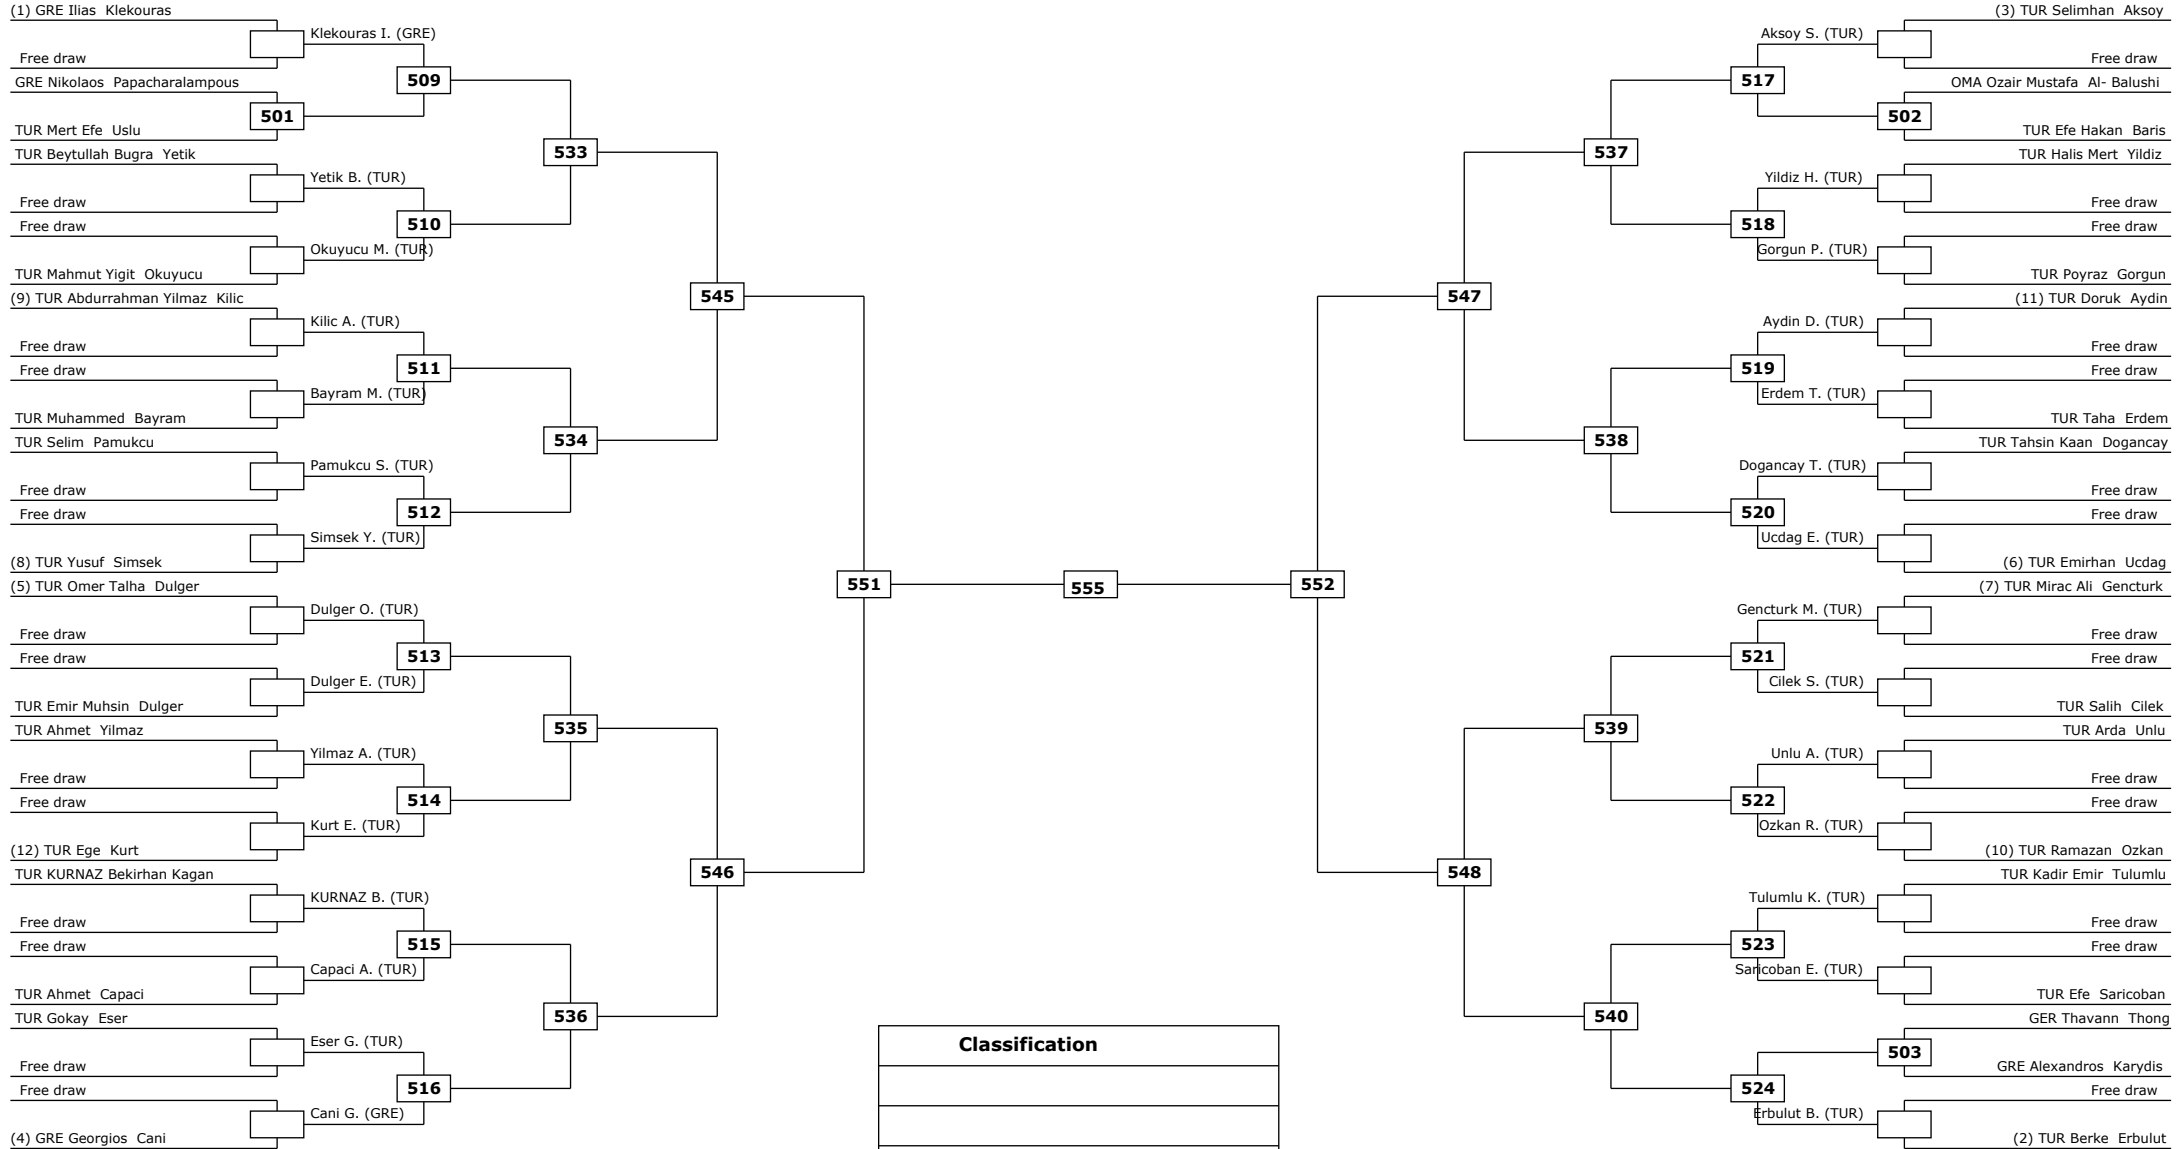 (1) GRE Ilias Klekouras
Klekouras I. (GRE)
Free draw
509
GRE Nikolaos Papacharalampous
501
TUR Mert Efe Uslu
533
TUR Beytullah Bugra Yetik
Yetik B. (TUR)
Free draw
510
Free draw
Okuyucu M. (TUR)
TUR Mahmut Yigit Okuyucu
545
(9) TUR Abdurrahman Yilmaz Kilic
Kilic A. (TUR)
Free draw
511
Free draw
Bayram M. (TUR)
TUR Muhammed Bayram
534
TUR Selim Pamukcu
Pamukcu S. (TUR)
Free draw
512
Free draw
Simsek Y. (TUR)
(8) TUR Yusuf Simsek
551
(5) TUR Omer Talha Dulger
Dulger O. (TUR)
Free draw
513
Free draw
Dulger E. (TUR)
TUR Emir Muhsin Dulger
535
TUR Ahmet Yilmaz
Yilmaz A. (TUR)
Free draw
514
Free draw
Kurt E. (TUR)
(12) TUR Ege Kurt
546
TUR KURNAZ Bekirhan Kagan
KURNAZ B. (TUR)
Free draw
515
Free draw
Capaci A. (TUR)
TUR Ahmet Capaci
536
TUR Gokay Eser
Eser G. (TUR)
Free draw
516
Free draw
Cani G. (GRE)
(4) GRE Georgios Cani
555
Classification
(3) TUR Selimhan Aksoy
Aksoy S. (TUR)
Free draw
517
OMA Ozair Mustafa Al- Balushi
502
TUR Efe Hakan Baris
537
TUR Halis Mert Yildiz
Yildiz H. (TUR)
Free draw
518
Free draw
Gorgun P. (TUR)
TUR Poyraz Gorgun
547
(11) TUR Doruk Aydin
Aydin D. (TUR)
Free draw
519
Free draw
Erdem T. (TUR)
TUR Taha Erdem
538
TUR Tahsin Kaan Dogancay
Dogancay T. (TUR)
Free draw
520
Free draw
Ucdag E. (TUR)
(6) TUR Emirhan Ucdag
552
(7) TUR Mirac Ali Gencturk
Gencturk M. (TUR)
Free draw
521
Free draw
Cilek S. (TUR)
TUR Salih Cilek
539
TUR Arda Unlu
Unlu A. (TUR)
Free draw
522
Free draw
Ozkan R. (TUR)
(10) TUR Ramazan Ozkan
548
TUR Kadir Emir Tulumlu
Tulumlu K. (TUR)
Free draw
523
Free draw
Saricoban E. (TUR)
TUR Efe Saricoban
540
GER Thavann Thong
503
GRE Alexandros Karydis
524
Free draw
Erbulut B. (TUR)
(2) TUR Berke Erbulut